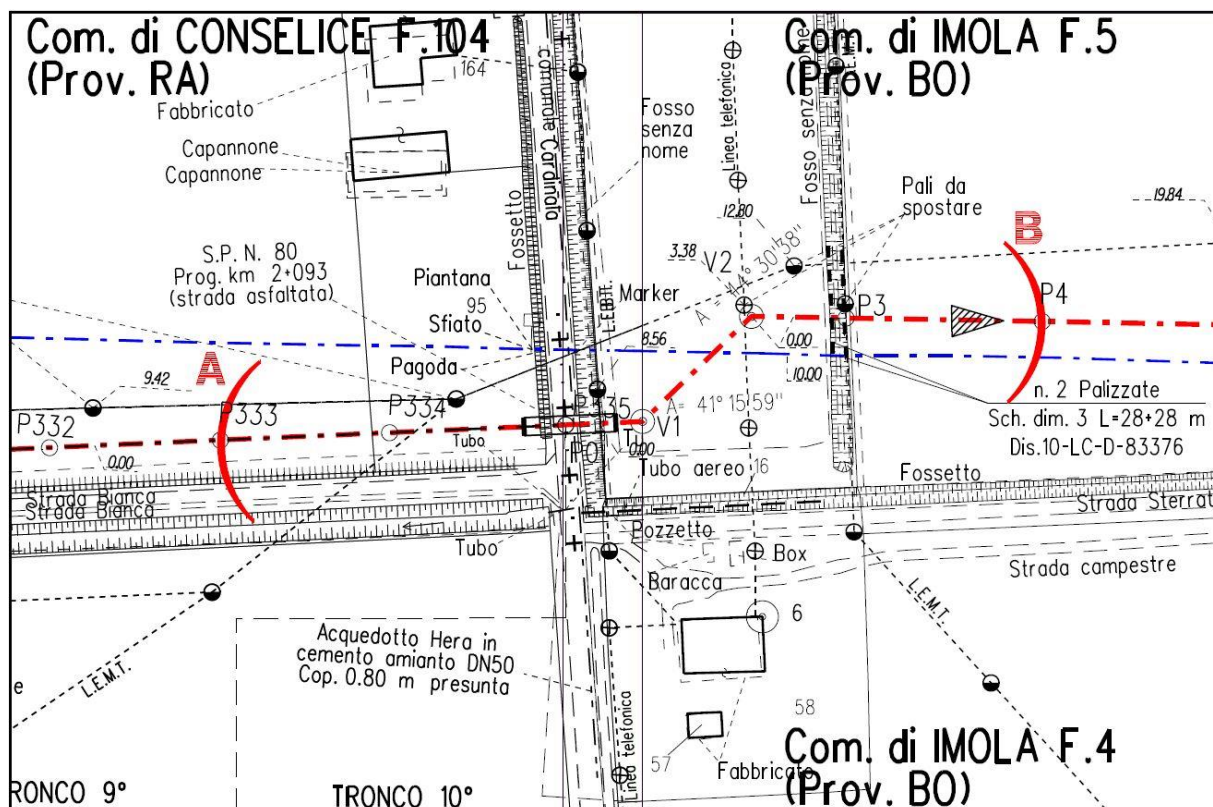 Com. di CONSELICE F.104
(Prov. RA)
Com. di IMOLA F.5
(Prov. BO)
164
Fabbricato
Capannone
Capannone
Fossetto
comunale Cardinala
Fosso
senza
nome
Linea telefonica
Fosso senza nome
L.E.M.T.
Pali da
spostare
19.84
12.80
3.38
V2
A = 44° 30'38"
S.P. N. 80
Prog. km 2+093
(strada asfaltata)
Piantana
95
Sfiato
Pagoda
L.E.B.T.
Marker
8.56
B
P3
P4
0.00
10.00
A
9.42
P332
P333
P334
P335
0.00
Tubo
P01
V1
A= 41° 15'59"
0.00
n. 2 Palizzate
Sch. dim. 3 L=28+28 m
Dis.10-LC-D-83376
Tubo aereo
16
Fossetto
Strada Bianca
Strada Bianca
Strada Sterrat
Tubo
Pozzetto
Box
Strada campestre
Baracca
6
L.E.M.T.
L.E.M.T.
Acquedotto Hera in
cemento amianto DN50
Cop. 0.80 m presunta
e
58
57
Linea telefonica
Fabbricato
Com. di IMOLA F.4
(Prov. BO)
RONCO 9°
TRONCO 10°